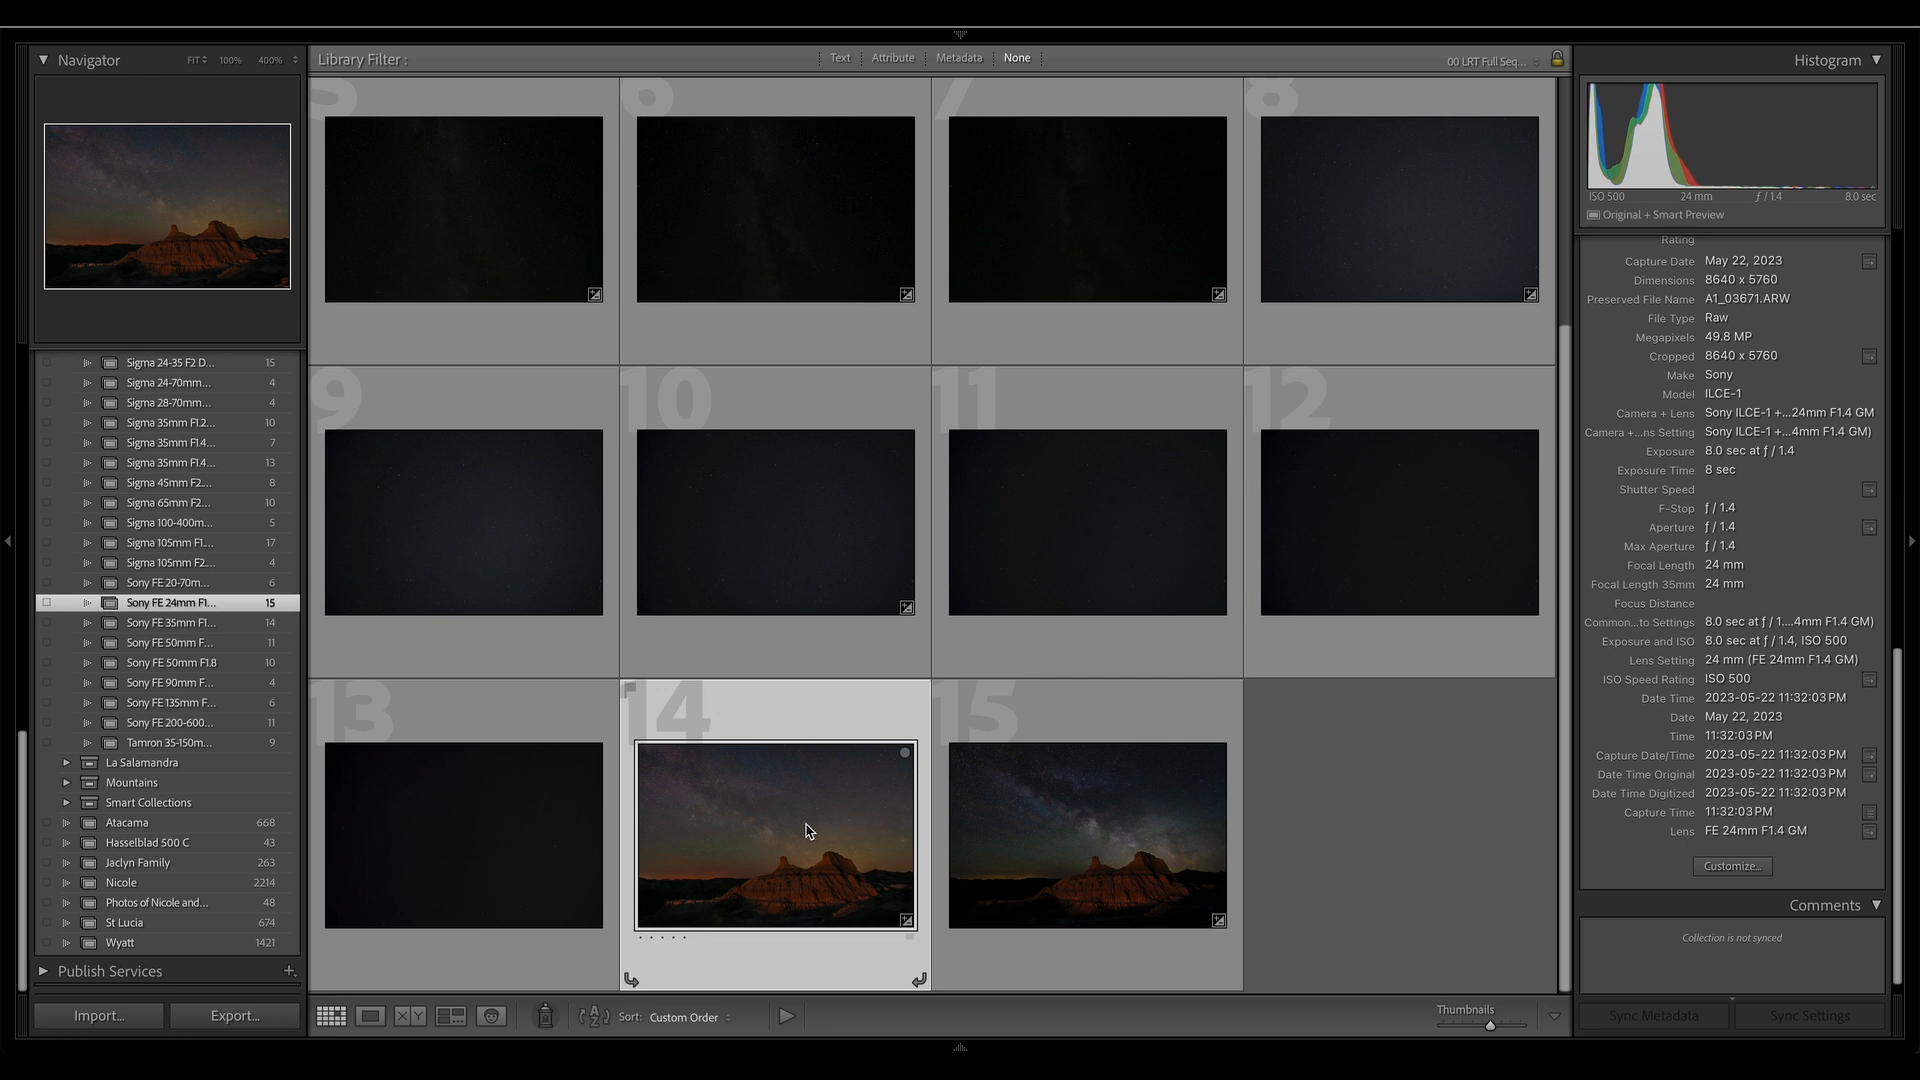 Navigator
FIT
100%
400%
Sigma 24-35 F2 D... 15
Sigma 24-70mm... 4
Sigma 28-70mm... 4
Sigma 35mm F1.2... 10
Sigma 35mm F1.4... 7
Sigma 35mm F1.4... 13
Sigma 45mm F2.... 8
Sigma 65mm F2... 10
Sigma 100-400m... 5
Sigma 105mm F1.... 17
Sigma 105mm F2.... 4
Sony FE 20-70m... 6
Sony FE 24mm F1... 15
Sony FE 35mm F1... 14
Sony FE 50mm F... 11
Sony FE 50mm F1.8 10
Sony FE 90mm F... 4
Sony FE 135mm F... 6
Sony FE 200-600... 11
Tamron 35-150m... 9
La Salamandra
Mountains
Smart Collections
Atacama 668
Hasselblad 500 C 43
Jaclyn Family 263
Nicole 2214
Photos of Nicole and... 48
St Lucia 674
Wyatt 1421
Publish Services
Import...
Export...
Library Filter :
Text
Attribute
Metadata
None
00 LRT Full Seq...
5
6
7
8
9
10
11
12
13
14
15
X Y
A
Z
Sort: Custom Order
Thumbnails
Histogram
ISO 500
24 mm
ƒ / 1.4
8.0 sec
Original + Smart Preview
Rating
Capture Date May 22, 2023
Dimensions 8640 x 5760
Preserved File Name A1_03671.ARW
File Type Raw
Megapixels 49.8 MP
Cropped 8640 x 5760
Make Sony
Model ILCE-1
Camera + Lens Sony ILCE-1 +...24mm F1.4 GM
Camera +...ns Setting Sony ILCE-1 +...4mm F1.4 GM)
Exposure 8.0 sec at ƒ / 1.4
Exposure Time 8 sec
Shutter Speed
F-Stop ƒ / 1.4
Aperture ƒ / 1.4
Max Aperture ƒ / 1.4
Focal Length 24 mm
Focal Length 35mm 24 mm
Focus Distance
Common...to Settings 8.0 sec at ƒ / 1....4mm F1.4 GM)
Exposure and ISO 8.0 sec at ƒ / 1.4, ISO 500
Lens Setting 24 mm (FE 24mm F1.4 GM)
ISO Speed Rating ISO 500
Date Time 2023-05-22 11:32:03 PM
Date May 22, 2023
Time 11:32:03 PM
Capture Date/Time 2023-05-22 11:32:03 PM
Date Time Original 2023-05-22 11:32:03 PM
Date Time Digitized 2023-05-22 11:32:03 PM
Capture Time 11:32:03 PM
Lens FE 24mm F1.4 GM
Customize...
Comments
Collection is not synced
Sync Metadata
Sync Settings